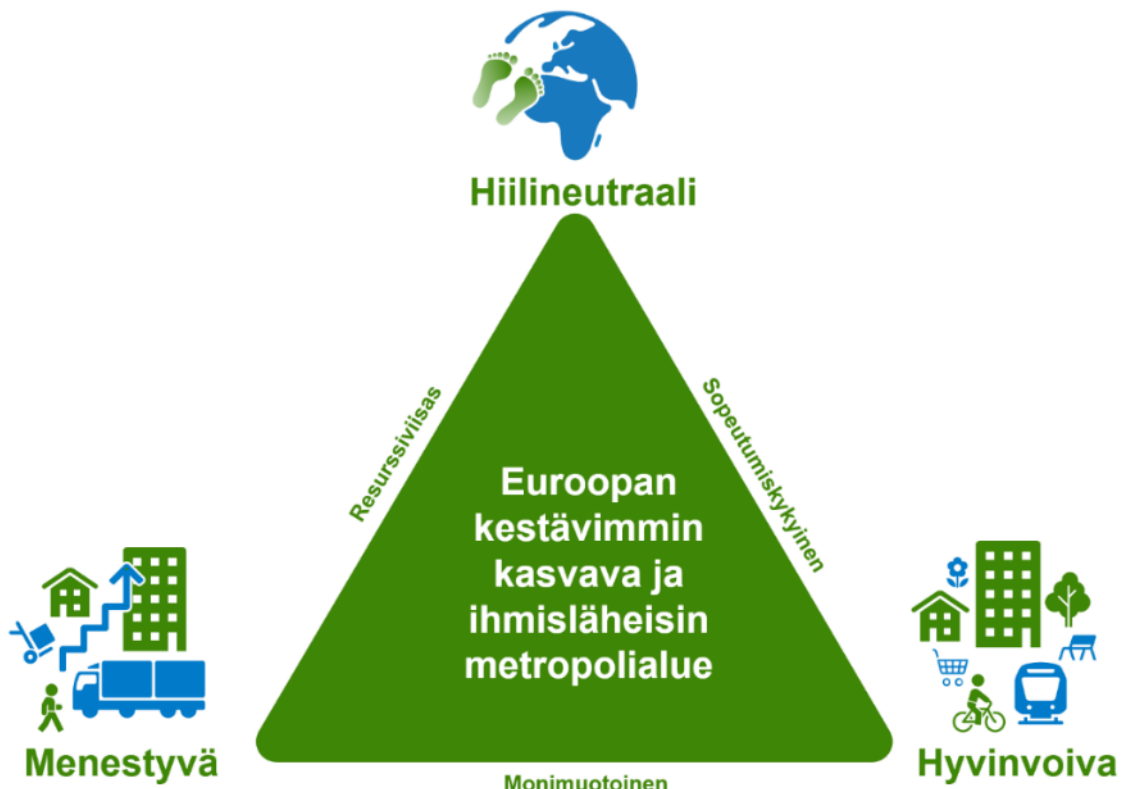 Hiilineutraali
Resurssiviisas
Sopeutumiskykyinen
Euroopan
kestävimmin
kasvava ja
ihmisläheisin
metropolialue
Menestyvä
Hyvinvoiva
Monimuotoinen